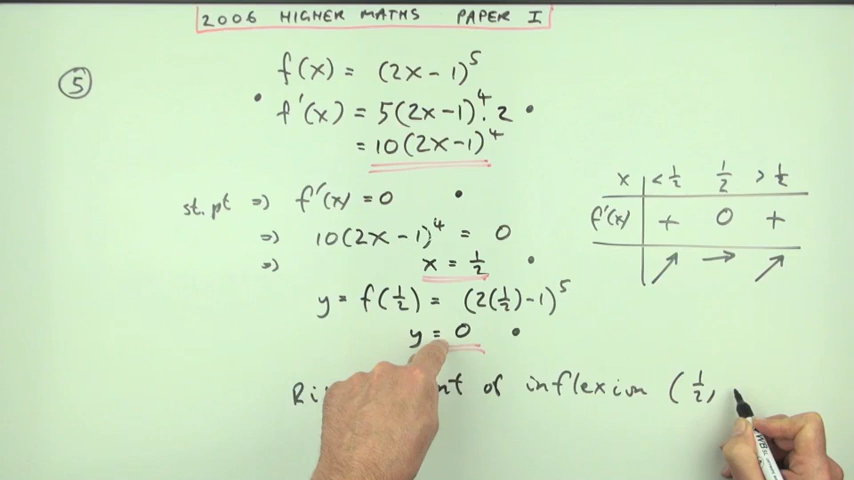 2006 HIGHER MATHS PAPER I
5
f(x) = (2x-1)⁵
f'(x) = 5(2x-1)⁴. 2
= 10(2x-1)⁴
st. pt ⇒) f'(x) = 0
⇒) 10(2x-1)⁴ = 0
⇒) x = 1/2
y = f(1/2) = (2(1/2)-1)⁵
y = 0
of inflexion (1/2,
x < 1/2 1/2 > 1/2
f'(x) + 0 +
↗ → ↗